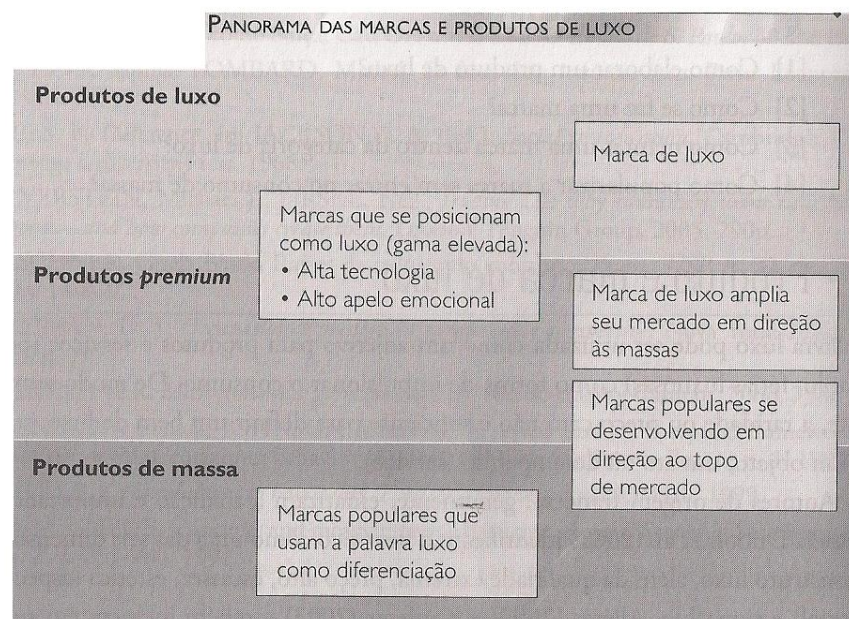 PANORAMA DAS MARCAS E PRODUTOS DE LUXO
Produtos de luxo
Marca de luxo
Marcas que se posicionam
como luxo (gama elevada):
• Alta tecnologia
• Alto apelo emocional
Produtos premium
Marca de luxo amplia
seu mercado em direção
às massas
Marcas populares se
desenvolvendo em
direção ao topo
de mercado
Produtos de massa
Marcas populares que
usam a palavra luxo
como diferenciação